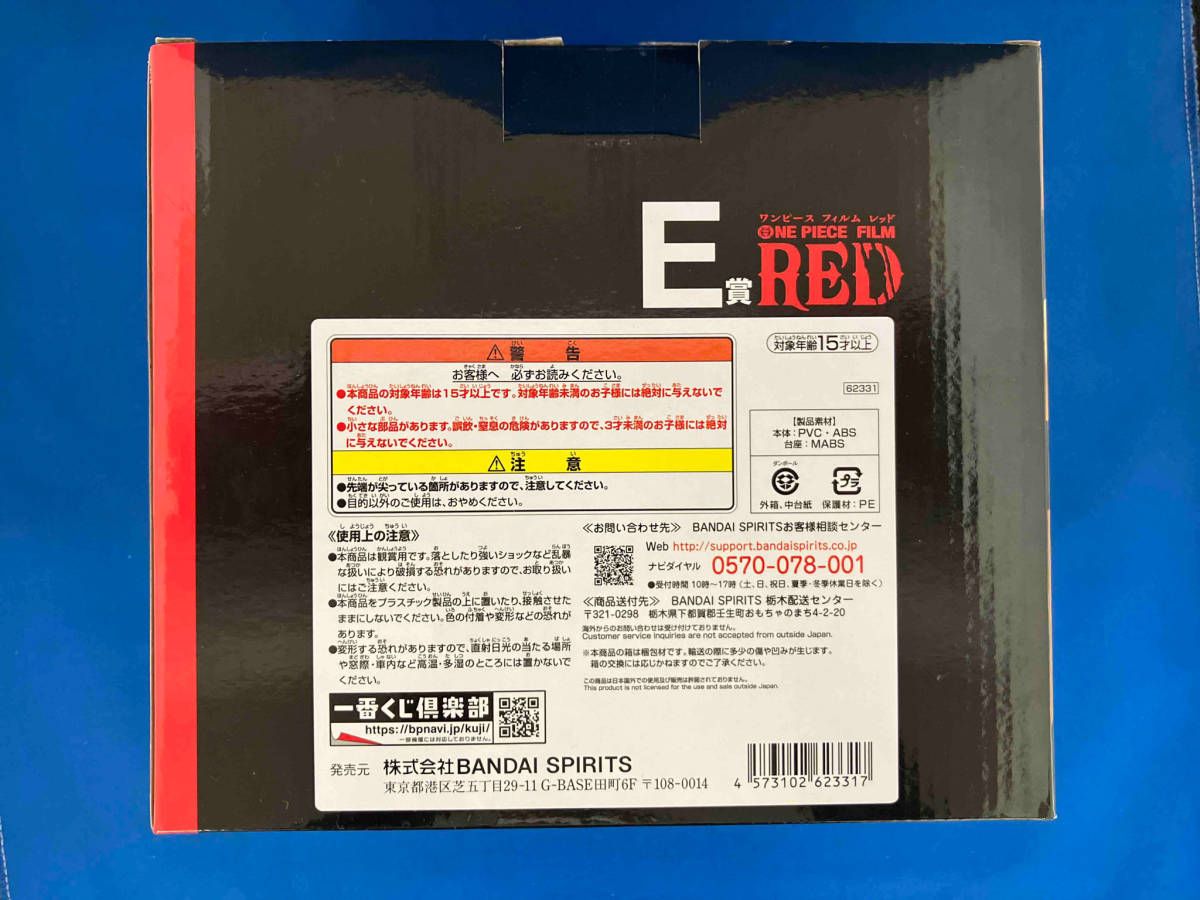 E賞
ワンピース フィルム レッド
ONE PIECE FILM
RED
⚠警告
お客様へ 必ずお読みください。
●本商品の対象年齢は15才以上です。対象年齢未満のお子様には絶対に与えないで
ください。
●小さな部品があります。誤飲・窒息の危険がありますので、3才未満のお子様には絶対
に与えないでください。
⚠注意
●先端が尖っている箇所がありますので、注意してください。
●目的以外のご使用は、おやめください。
対象年齢15才以上
62331
【製品素材】
本体:PVC・ABS
台座:MABS
ダンボール
外箱、中台紙
プラ
保護材:PE
《使用上の注意》
●本商品は観賞用です。落としたり強いショックなど乱暴
な扱いにより破損する恐れがありますので、お取り扱い
にはご注意ください。
●本商品をプラスチック製品の上に置いたり、接触させた
ままにしないでください。色の付着や変形などの恐れが
あります。
●変形する恐れがありますので、直射日光の当たる場所
や窓際・車内など高温・多湿のところには置かないで
ください。
≪お問い合わせ先≫ BANDAI SPIRITSお客様相談センター
Web http://support.bandaispirits.co.jp
ナビダイヤル 0570-078-001
●受付時間 10時〜17時(土、日、祝日、夏季・冬季休業日を除く)
≪商品送付先≫ BANDAI SPIRITS 栃木配送センター
〒321-0298 栃木県下都賀郡壬生町おもちゃのまち4-2-20
海外からのお問い合わせは受け付けておりません。
Customer service inquiries are not accepted from outside Japan.
※本商品の箱は梱包材です。輸送の際に多少の傷や凹みが生じます。
箱の交換には応じかねますのでご了承ください。
この商品は日本国外での使用及び販売は許諾されておりません。
This product is not licensed for the use and sale outside Japan.
一番くじ倶楽部
https://bpnavi.jp/kuji/
一部機種には対応しておりません。
発売元 株式会社BANDAI SPIRITS
東京都港区芝五丁目29-11 G-BASE田町6F 〒108-0014
4 573102 623317